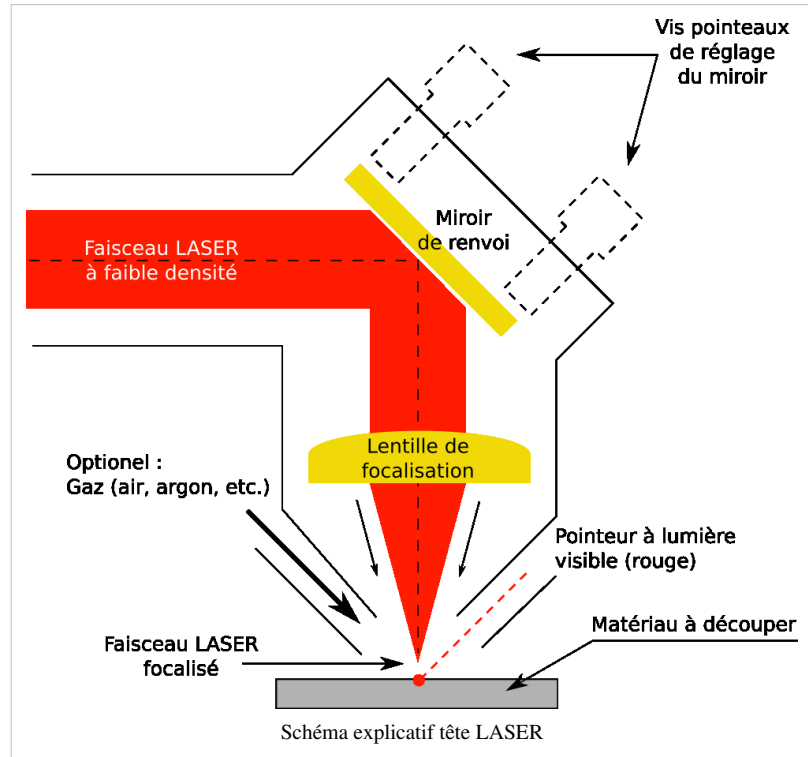 Vis pointeaux
de réglage
du miroir
Miroir
de renvoi
Faisceau LASER
à faible densité
Lentille de
focalisation
Optionel :
Gaz (air, argon, etc.)
Pointeur à lumière
visible (rouge)
Matériau à découper
Faisceau LASER
focalisé
Schéma explicatif tête LASER